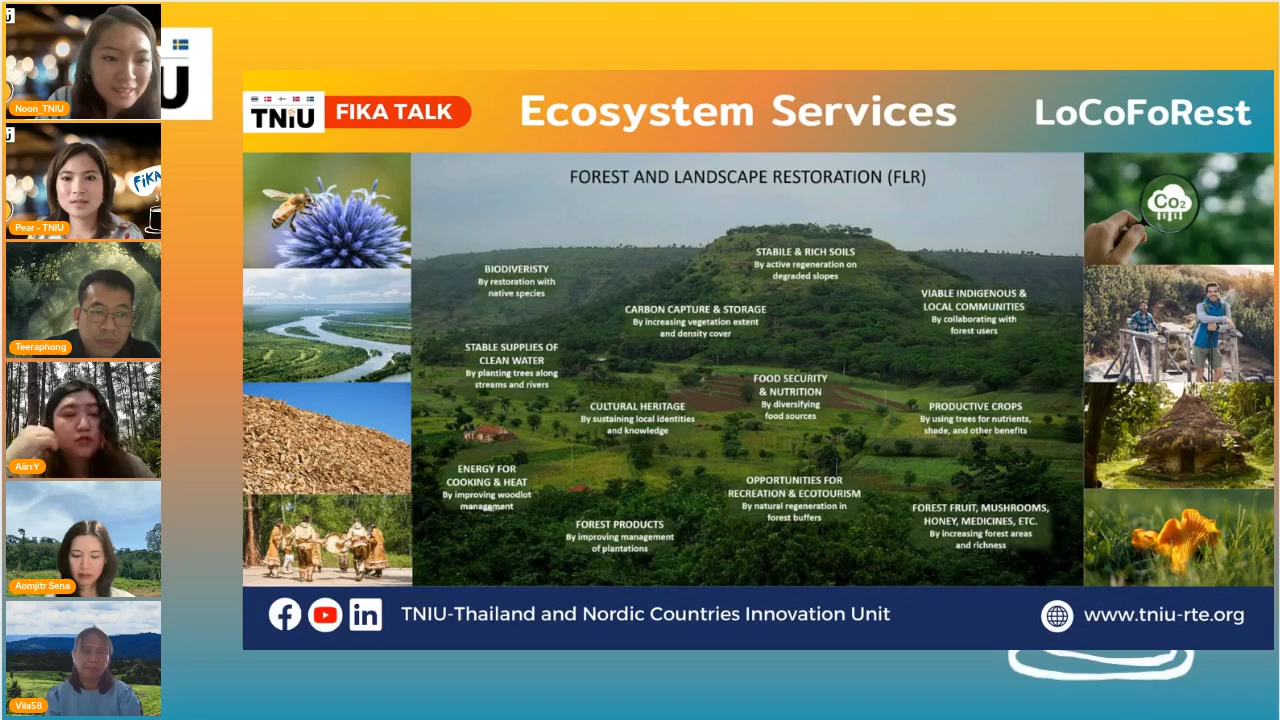 U
Noon_TNIU
FIKA
Pear - TNIU
Teeraphong
AiirrY
Aomjitr Sena
Vila58
TNIU
FIKA TALK
Ecosystem Services
LoCoFoRest
FOREST AND LANDSCAPE RESTORATION (FLR)
STABILE & RICH SOILS
By active regeneration on
degraded slopes
BIODIVERISTY
By restoration with
native species
CARBON CAPTURE & STORAGE
By increasing vegetation extent
and density cover
VIABLE INDIGENOUS &
LOCAL COMMUNITIES
By collaborating with
forest users
STABLE SUPPLIES OF
CLEAN WATER
By planting trees along
streams and rivers
FOOD SECURITY
& NUTRITION
By diversifying
food sources
CULTURAL HERITAGE
By sustaining local identities
and knowledge
PRODUCTIVE CROPS
By using trees for nutrients,
shade, and other benefits
ENERGY FOR
COOKING & HEAT
By improving woodlot
management
OPPORTUNITIES FOR
RECREATION & ECOTOURISM
By natural regeneration in
forest buffers
FOREST FRUIT, MUSHROOMS,
HONEY, MEDICINES, ETC.
By increasing forest areas
and richness
FOREST PRODUCTS
By improving management
of plantations
CO2
TNIU-Thailand and Nordic Countries Innovation Unit
www.tniu-rte.org